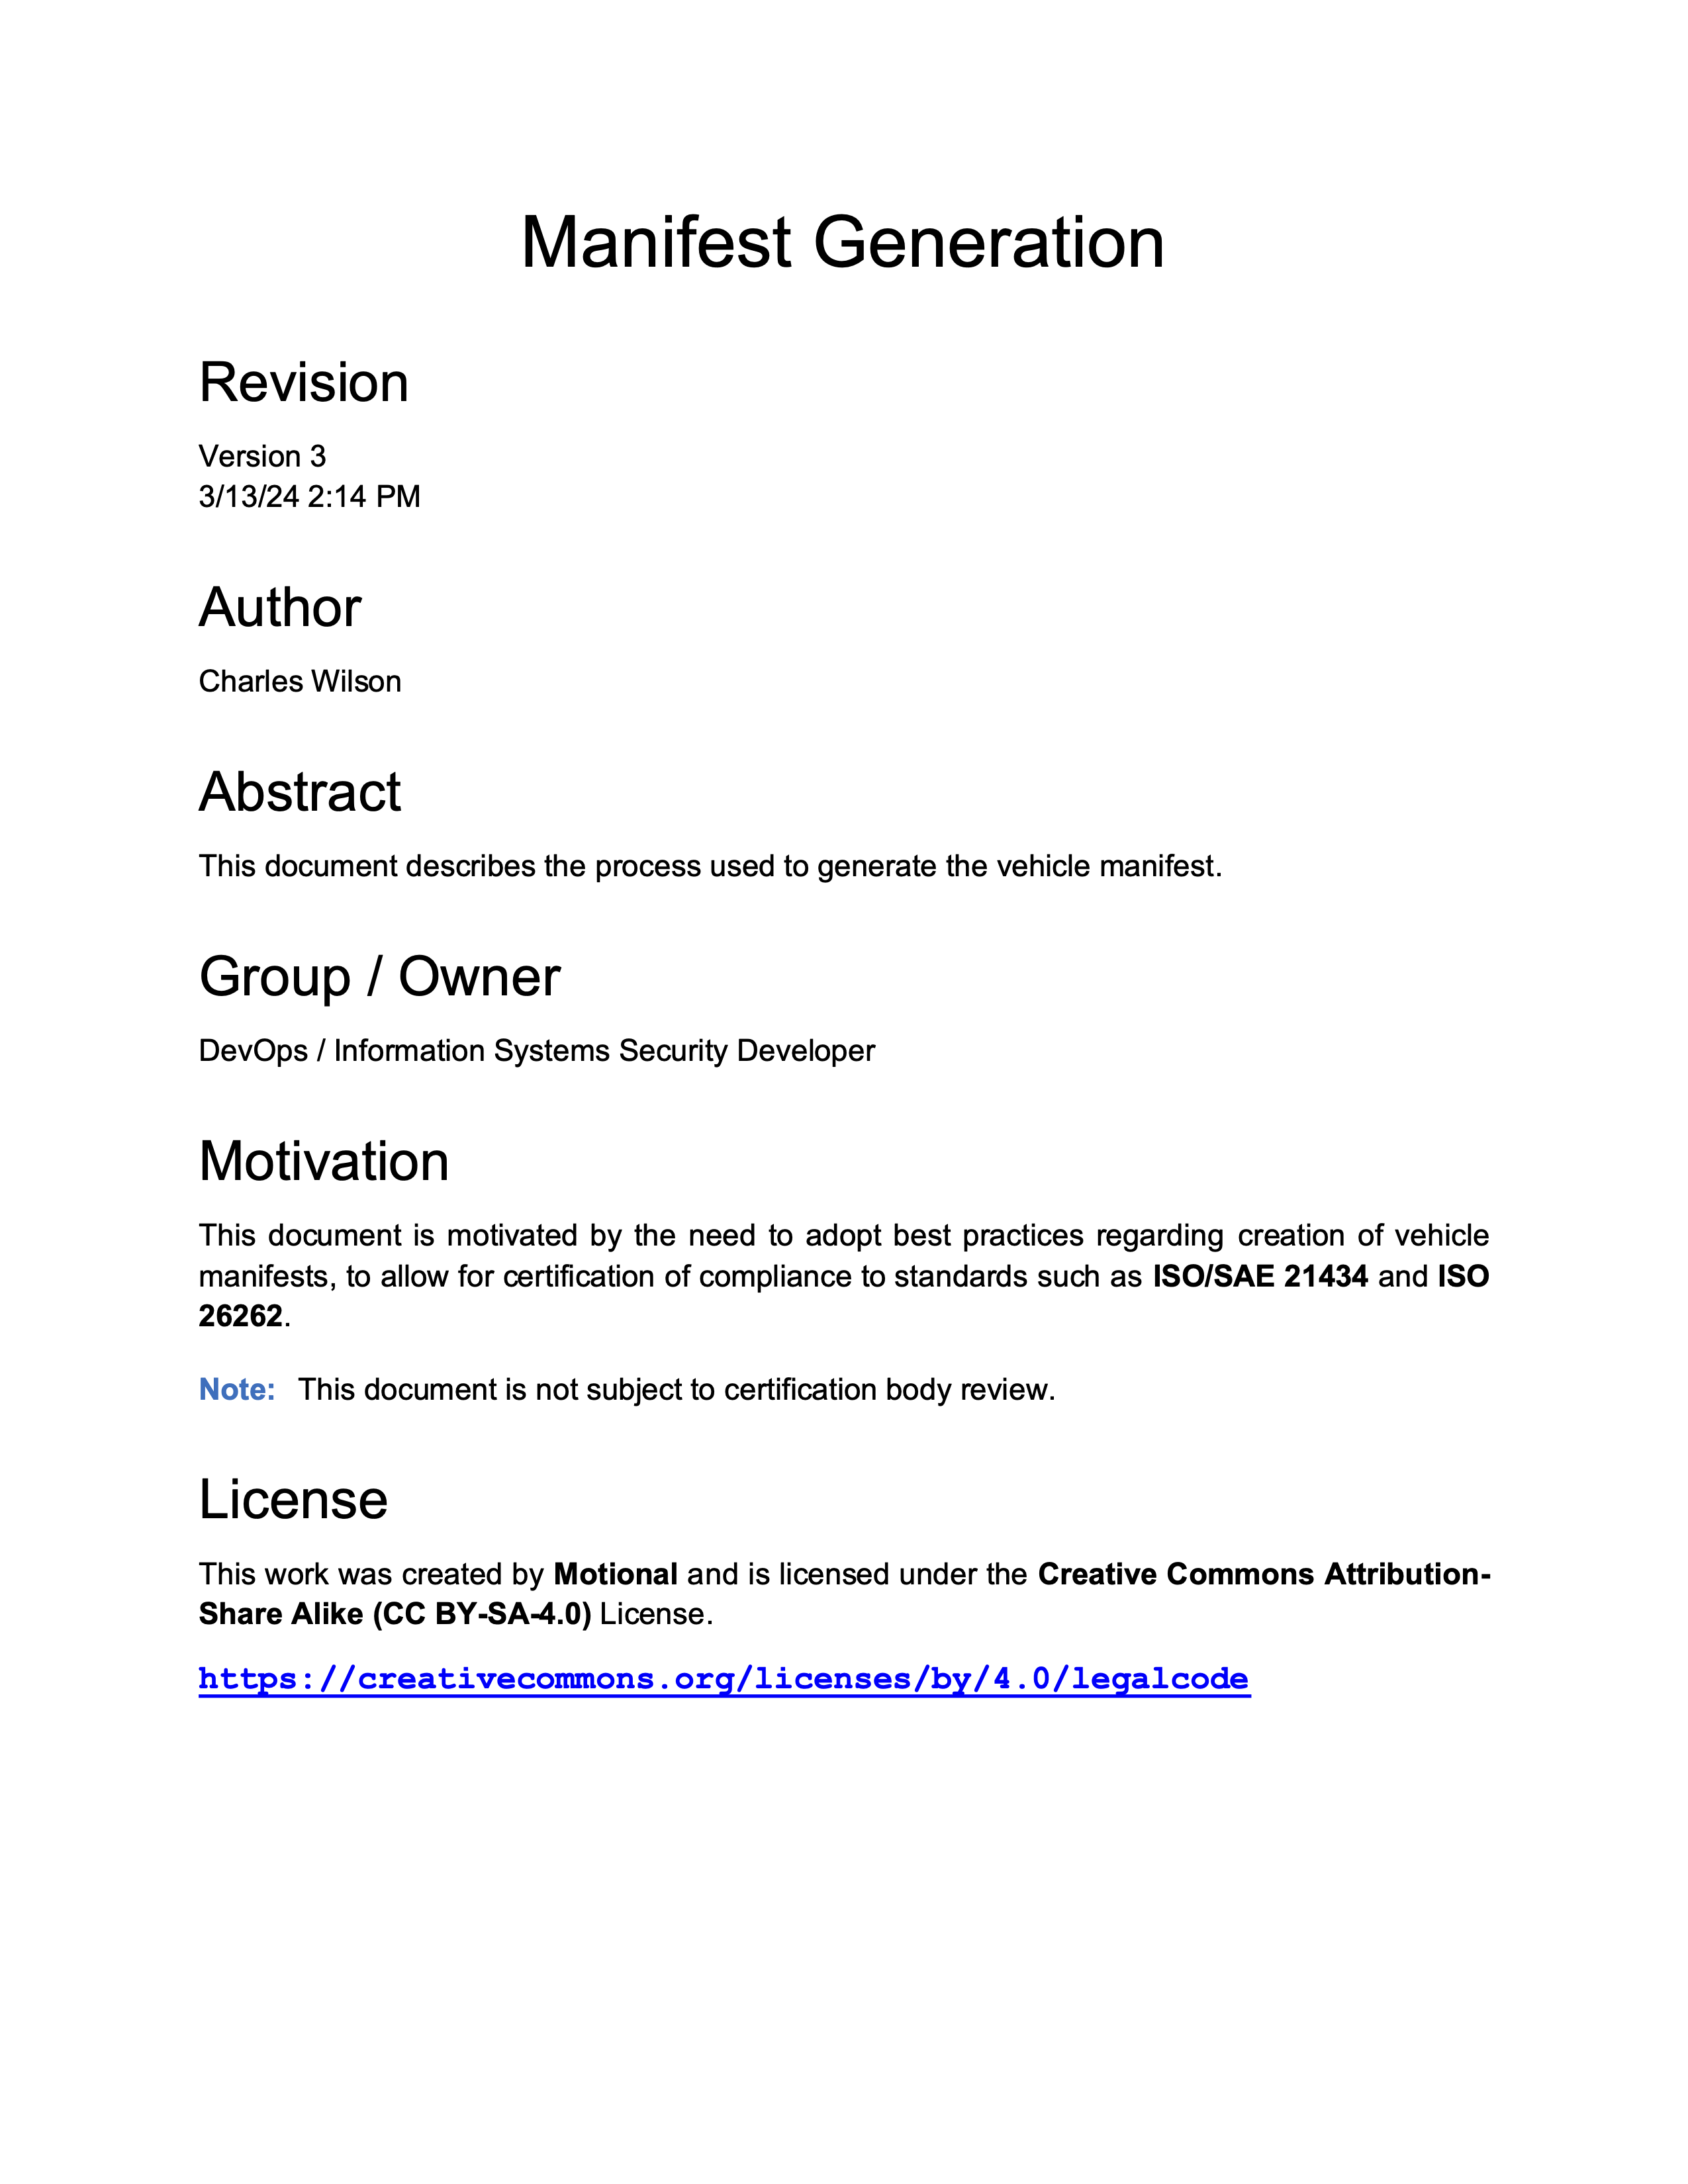 Manifest Generation
Revision
Version 3
3/13/24 2:14 PM
Author
Charles Wilson
Abstract
This document describes the process used to generate the vehicle manifest.
Group / Owner
DevOps / Information Systems Security Developer
Motivation
This document is motivated by the need to adopt best practices regarding creation of vehicle
manifests, to allow for certification of compliance to standards such as ISO/SAE 21434 and ISO
26262.
Note: This document is not subject to certification body review.
License
This work was created by Motional and is licensed under the Creative Commons Attribution-
Share Alike (CC BY-SA-4.0) License.
https://creativecommons.org/licenses/by/4.0/legalcode